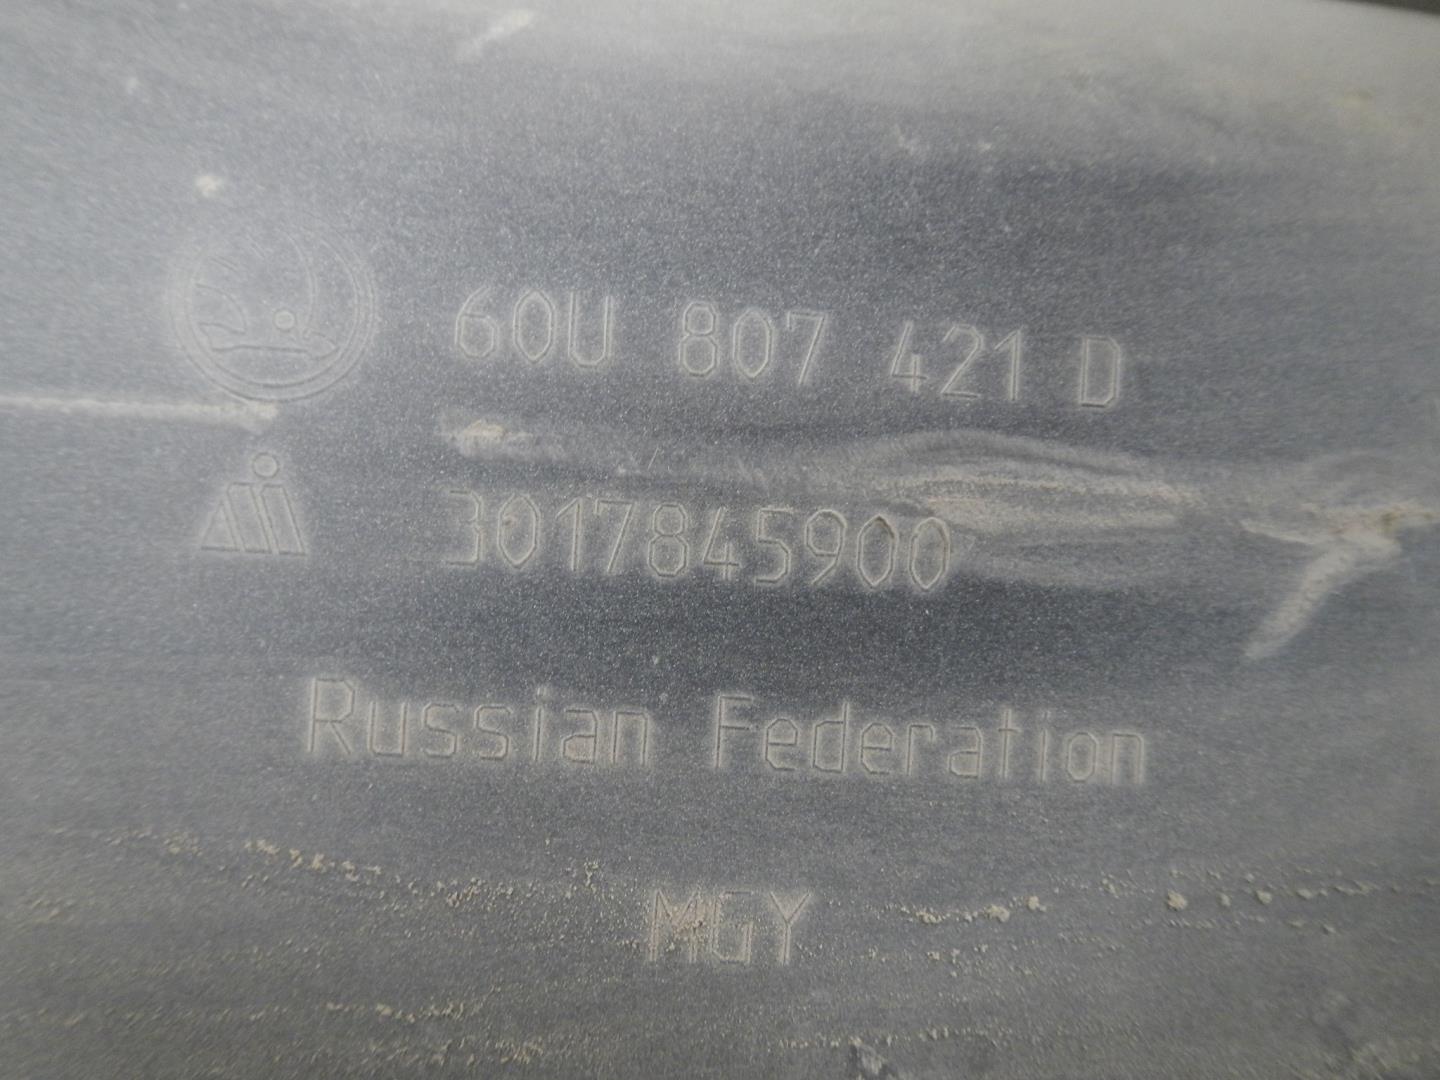 60U 807 421 D
3017845900
Russian Federation
MGY